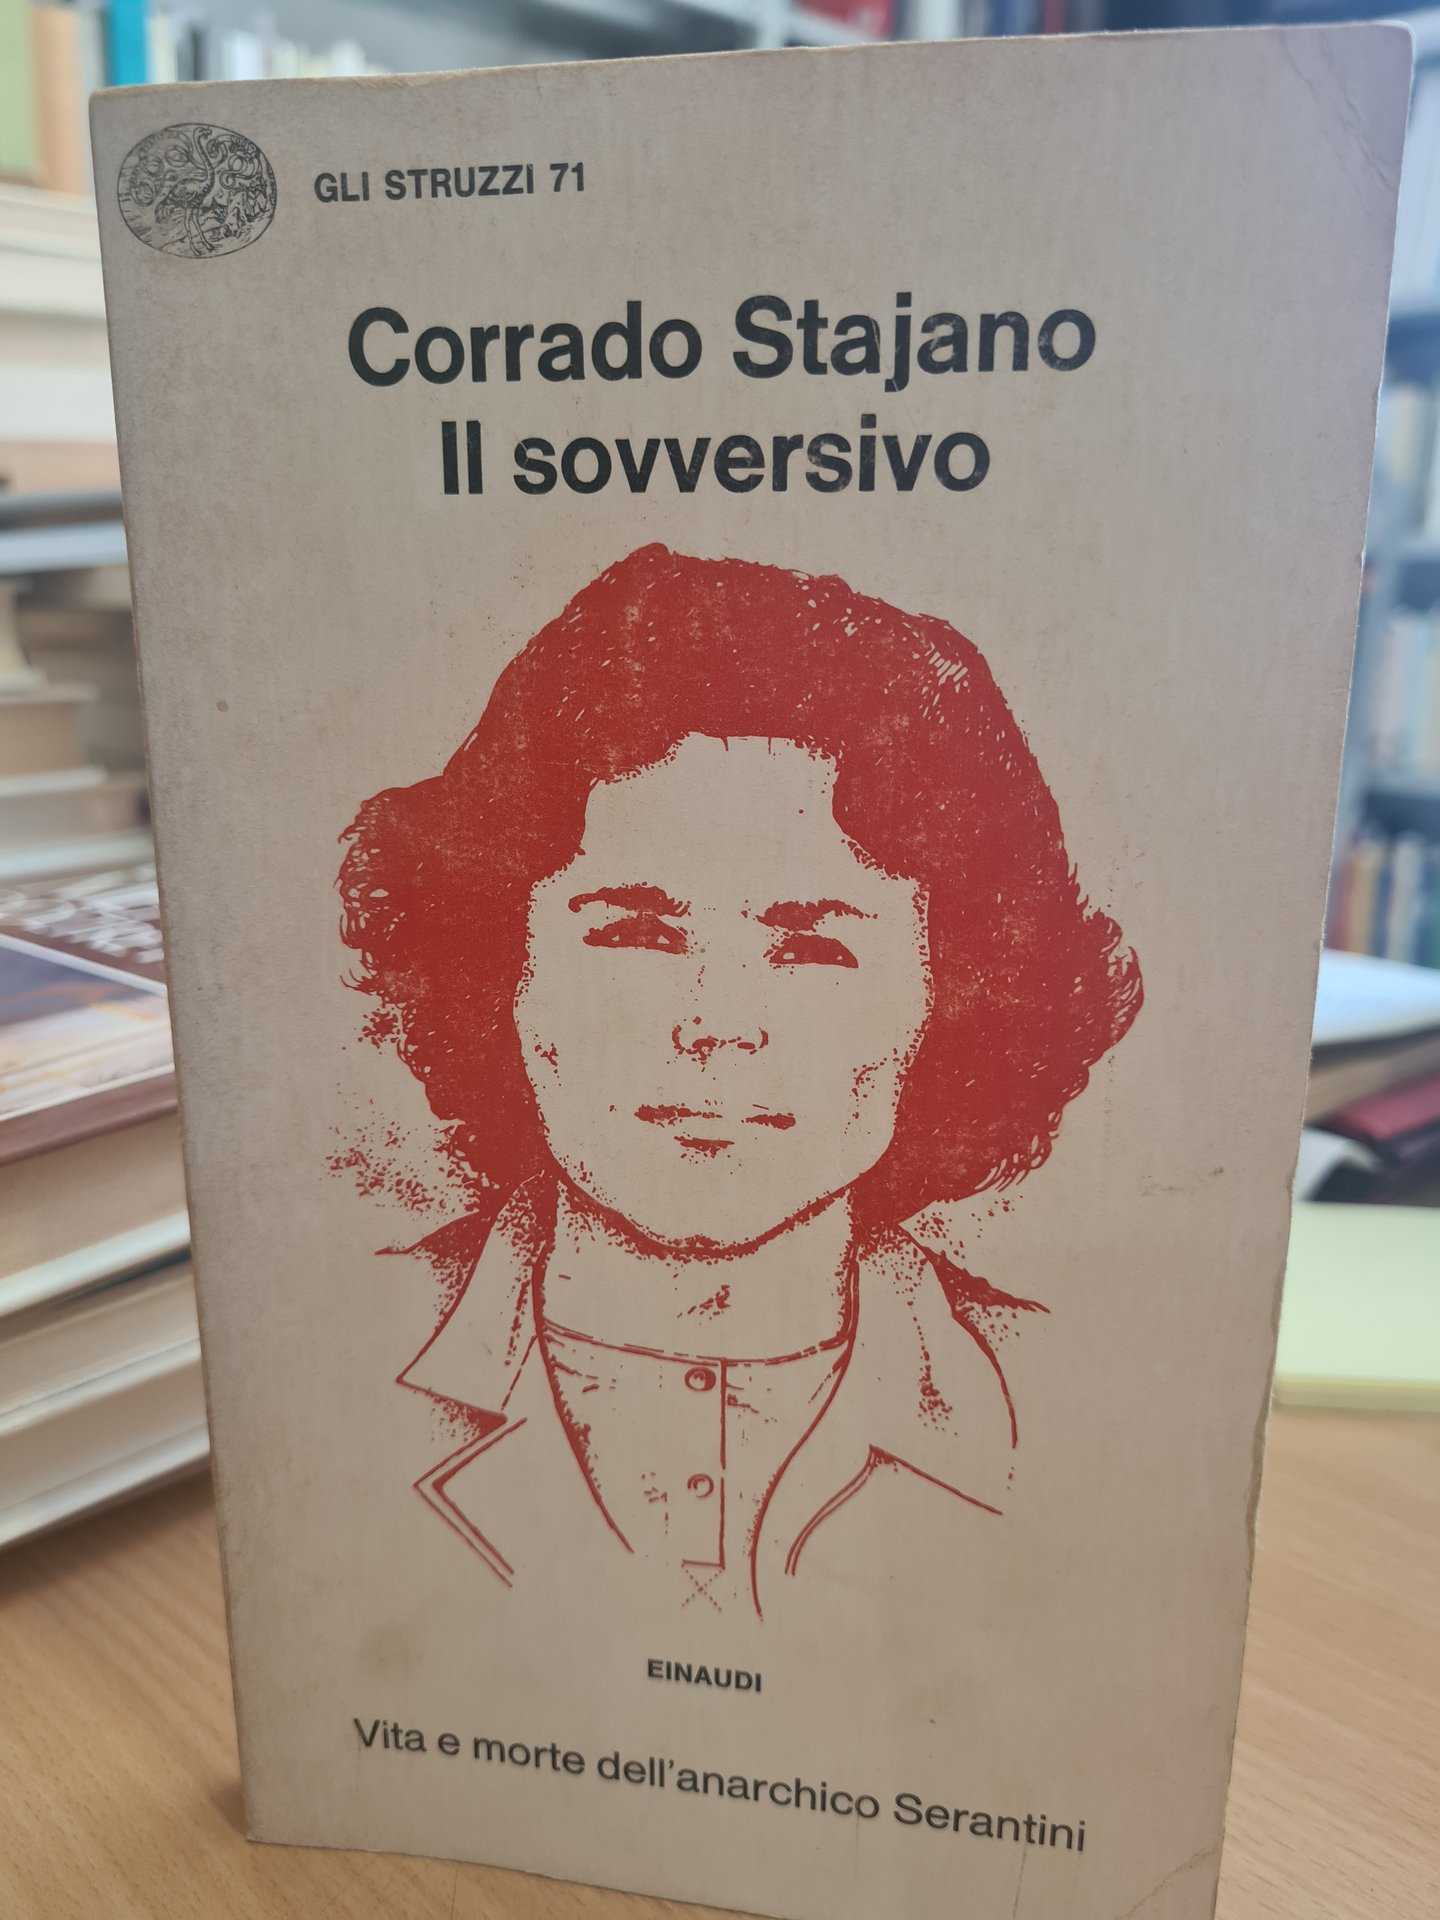 GLI STRUZZI 71
Corrado Stajano
Il sovversivo
EINAUDI
Vita e morte dell'anarchico Serantini